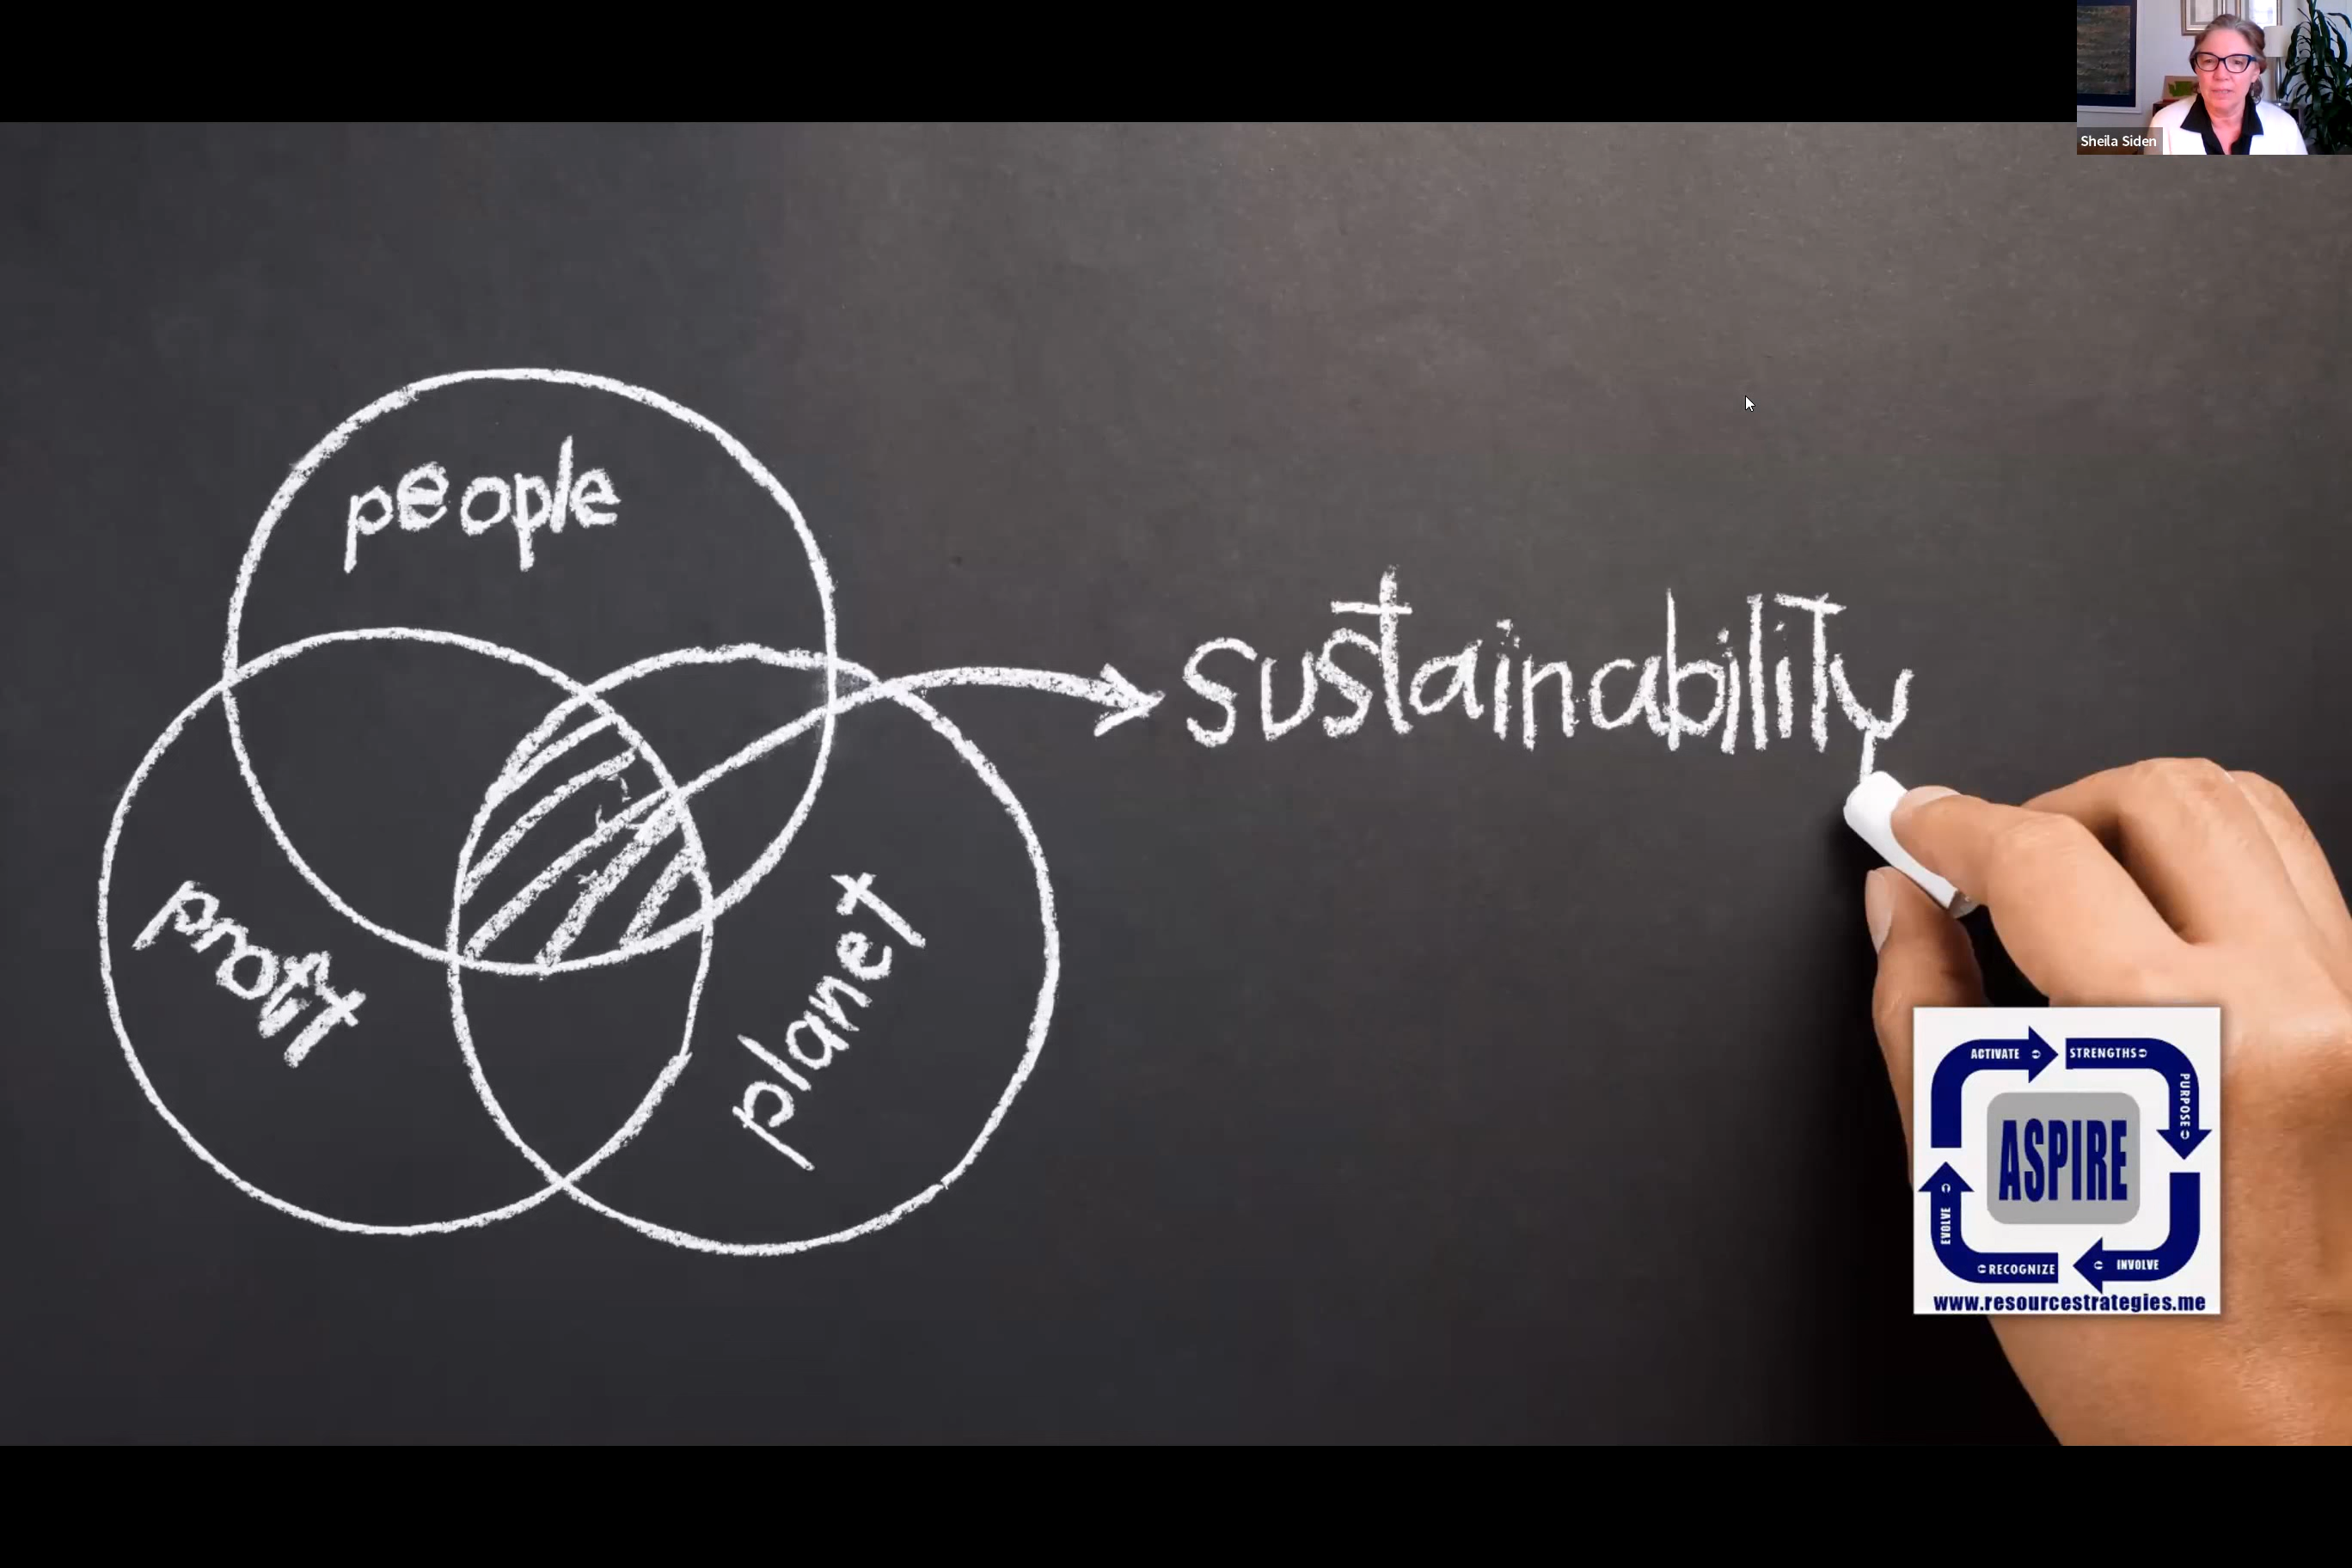 Sheila Siden
people
sustainability
profit
planet
ACTIVATE
STRENGTHS
PURPOSE
ASPIRE
EVOLVE
INVOLVE
RECOGNIZE
www.resourcestrategies.me